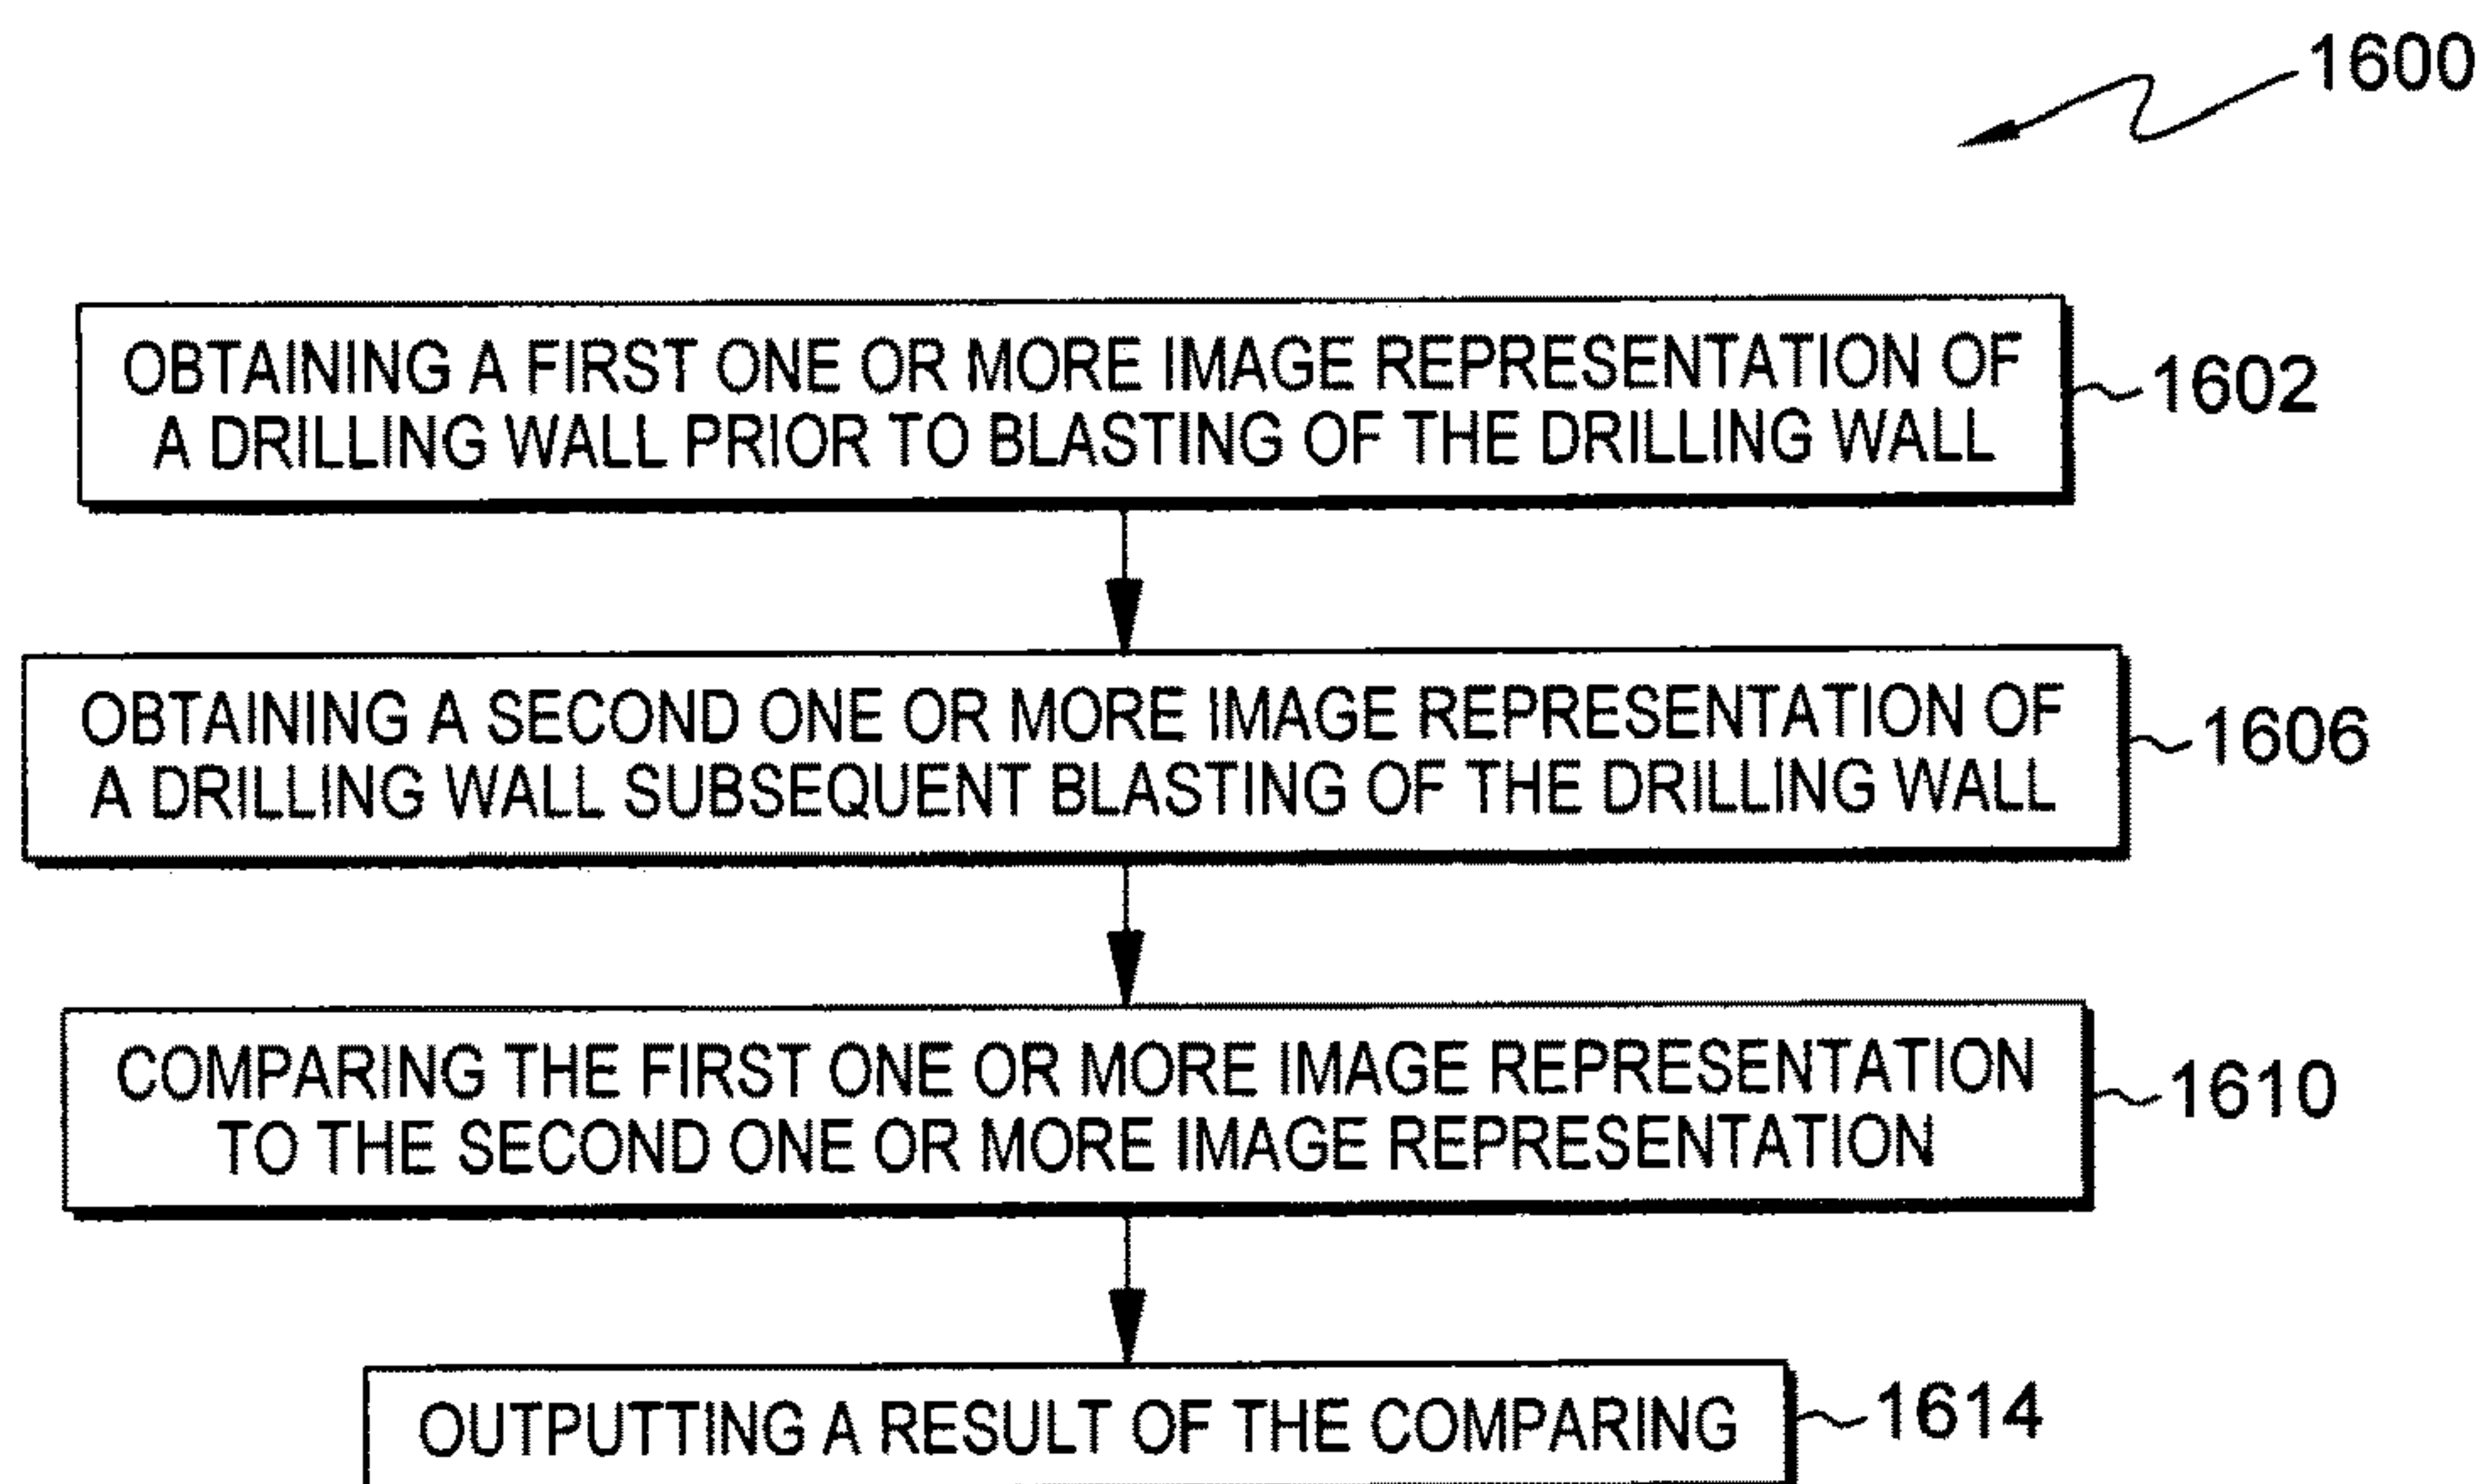 1600
OBTAINING A FIRST ONE OR MORE IMAGE REPRESENTATION OF
A DRILLING WALL PRIOR TO BLASTING OF THE DRILLING WALL
1602
OBTAINING A SECOND ONE OR MORE IMAGE REPRESENTATION OF
A DRILLING WALL SUBSEQUENT BLASTING OF THE DRILLING WALL
1606
COMPARING THE FIRST ONE OR MORE IMAGE REPRESENTATION
TO THE SECOND ONE OR MORE IMAGE REPRESENTATION
1610
OUTPUTTING A RESULT OF THE COMPARING
1614